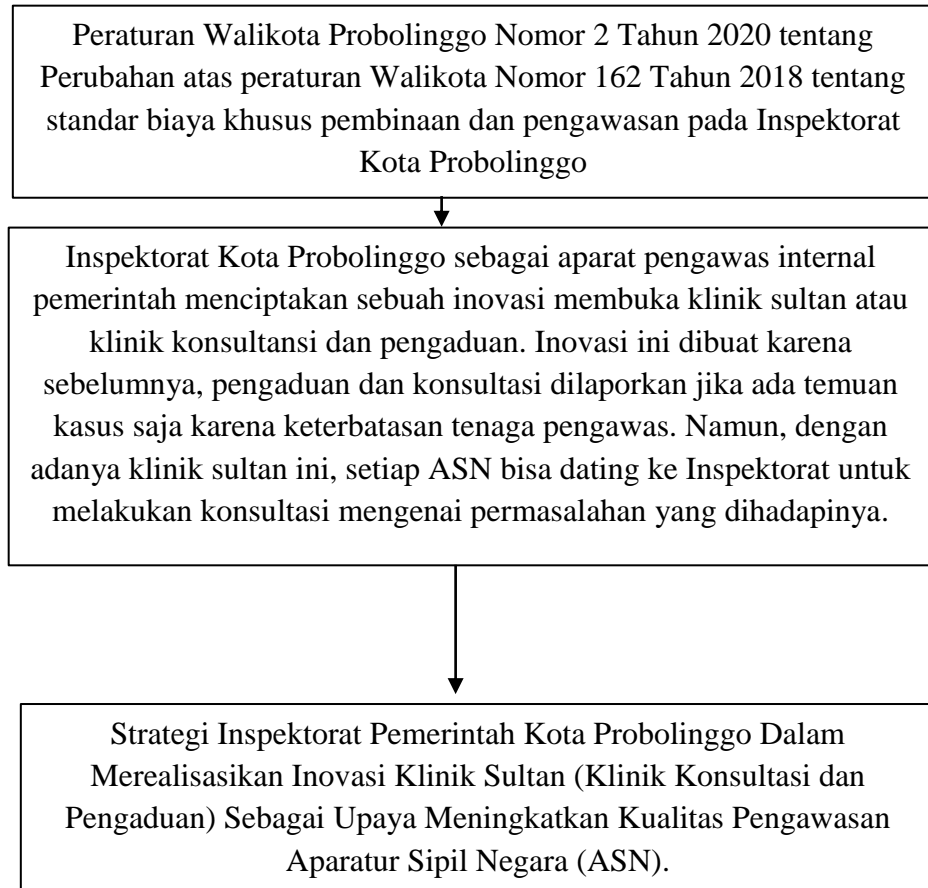 Peraturan Walikota Probolinggo Nomor 2 Tahun 2020 tentang
Perubahan atas peraturan Walikota Nomor 162 Tahun 2018 tentang
standar biaya khusus pembinaan dan pengawasan pada Inspektorat
Kota Probolinggo
Inspektorat Kota Probolinggo sebagai aparat pengawas internal
pemerintah menciptakan sebuah inovasi membuka klinik sultan atau
klinik konsultansi dan pengaduan. Inovasi ini dibuat karena
sebelumnya, pengaduan dan konsultasi dilaporkan jika ada temuan
kasus saja karena keterbatasan tenaga pengawas. Namun, dengan
adanya klinik sultan ini, setiap ASN bisa dating ke Inspektorat untuk
melakukan konsultasi mengenai permasalahan yang dihadapinya.
Strategi Inspektorat Pemerintah Kota Probolinggo Dalam
Merealisasikan Inovasi Klinik Sultan (Klinik Konsultasi dan
Pengaduan) Sebagai Upaya Meningkatkan Kualitas Pengawasan
Aparatur Sipil Negara (ASN).